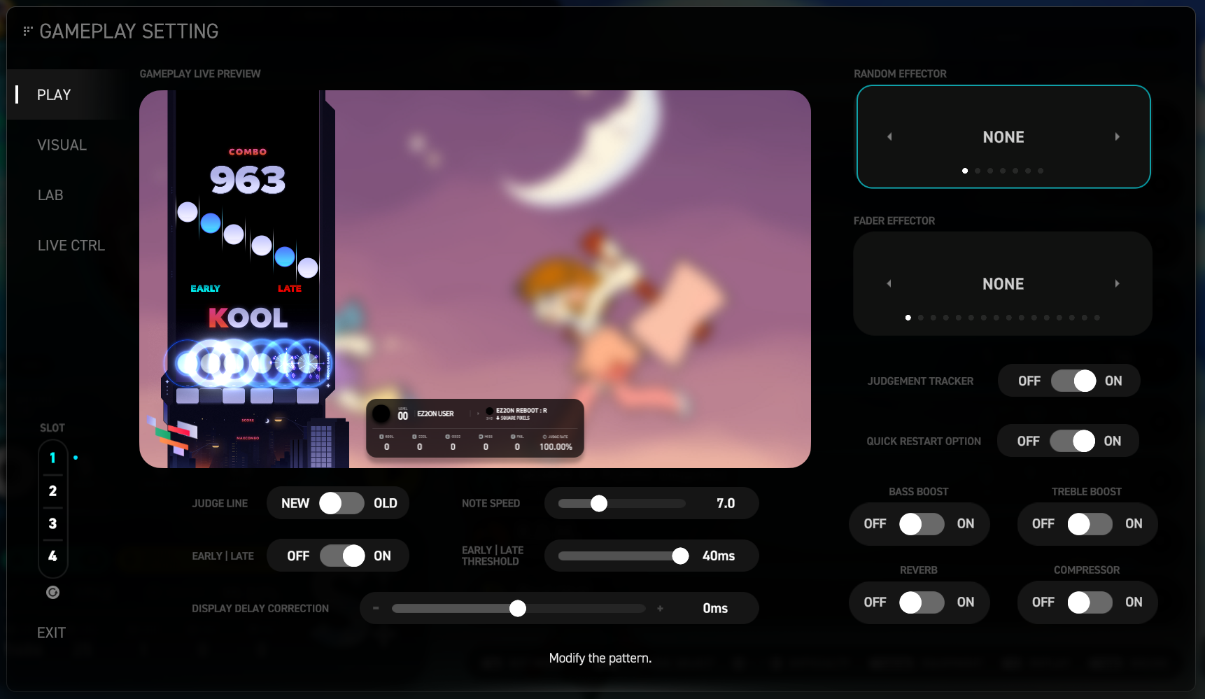 GAMEPLAY SETTING
PLAY
VISUAL
LAB
LIVE CTRL
SLOT
1
2
3
4
EXIT
GAMEPLAY LIVE PREVIEW
COMBO
963
EARLY LATE
KOOL
LEVEL
00 EZ2ON USER
EZ2ON REBOOT : R
& SQUARE PIXELS
0 0 0 0 0 100.00%
JUDGE LINE NEW OLD
NOTE SPEED 7.0
EARLY | LATE OFF ON
EARLY | LATE
THRESHOLD 40ms
DISPLAY DELAY CORRECTION - + 0ms
RANDOM EFFECTOR
NONE
FADER EFFECTOR
NONE
JUDGEMENT TRACKER OFF ON
QUICK RESTART OPTION OFF ON
BASS BOOST TREBLE BOOST
OFF ON OFF ON
REVERB COMPRESSOR
OFF ON OFF ON
Modify the pattern.